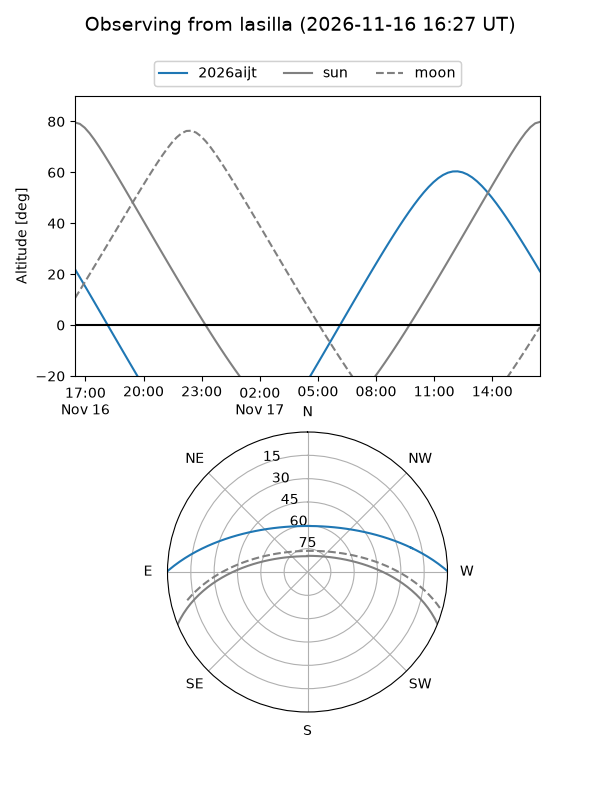 Observing from lasilla (2026-11-16 16:27 UT)
2026aijt sun moon
Altitude [deg]
80
60
40
20
0
−20
17:00 20:00 23:00 02:00 05:00 08:00 11:00 14:00
Nov 16 Nov 17
N
NE NW
15
30
45
60
75
E W
SE SW
S